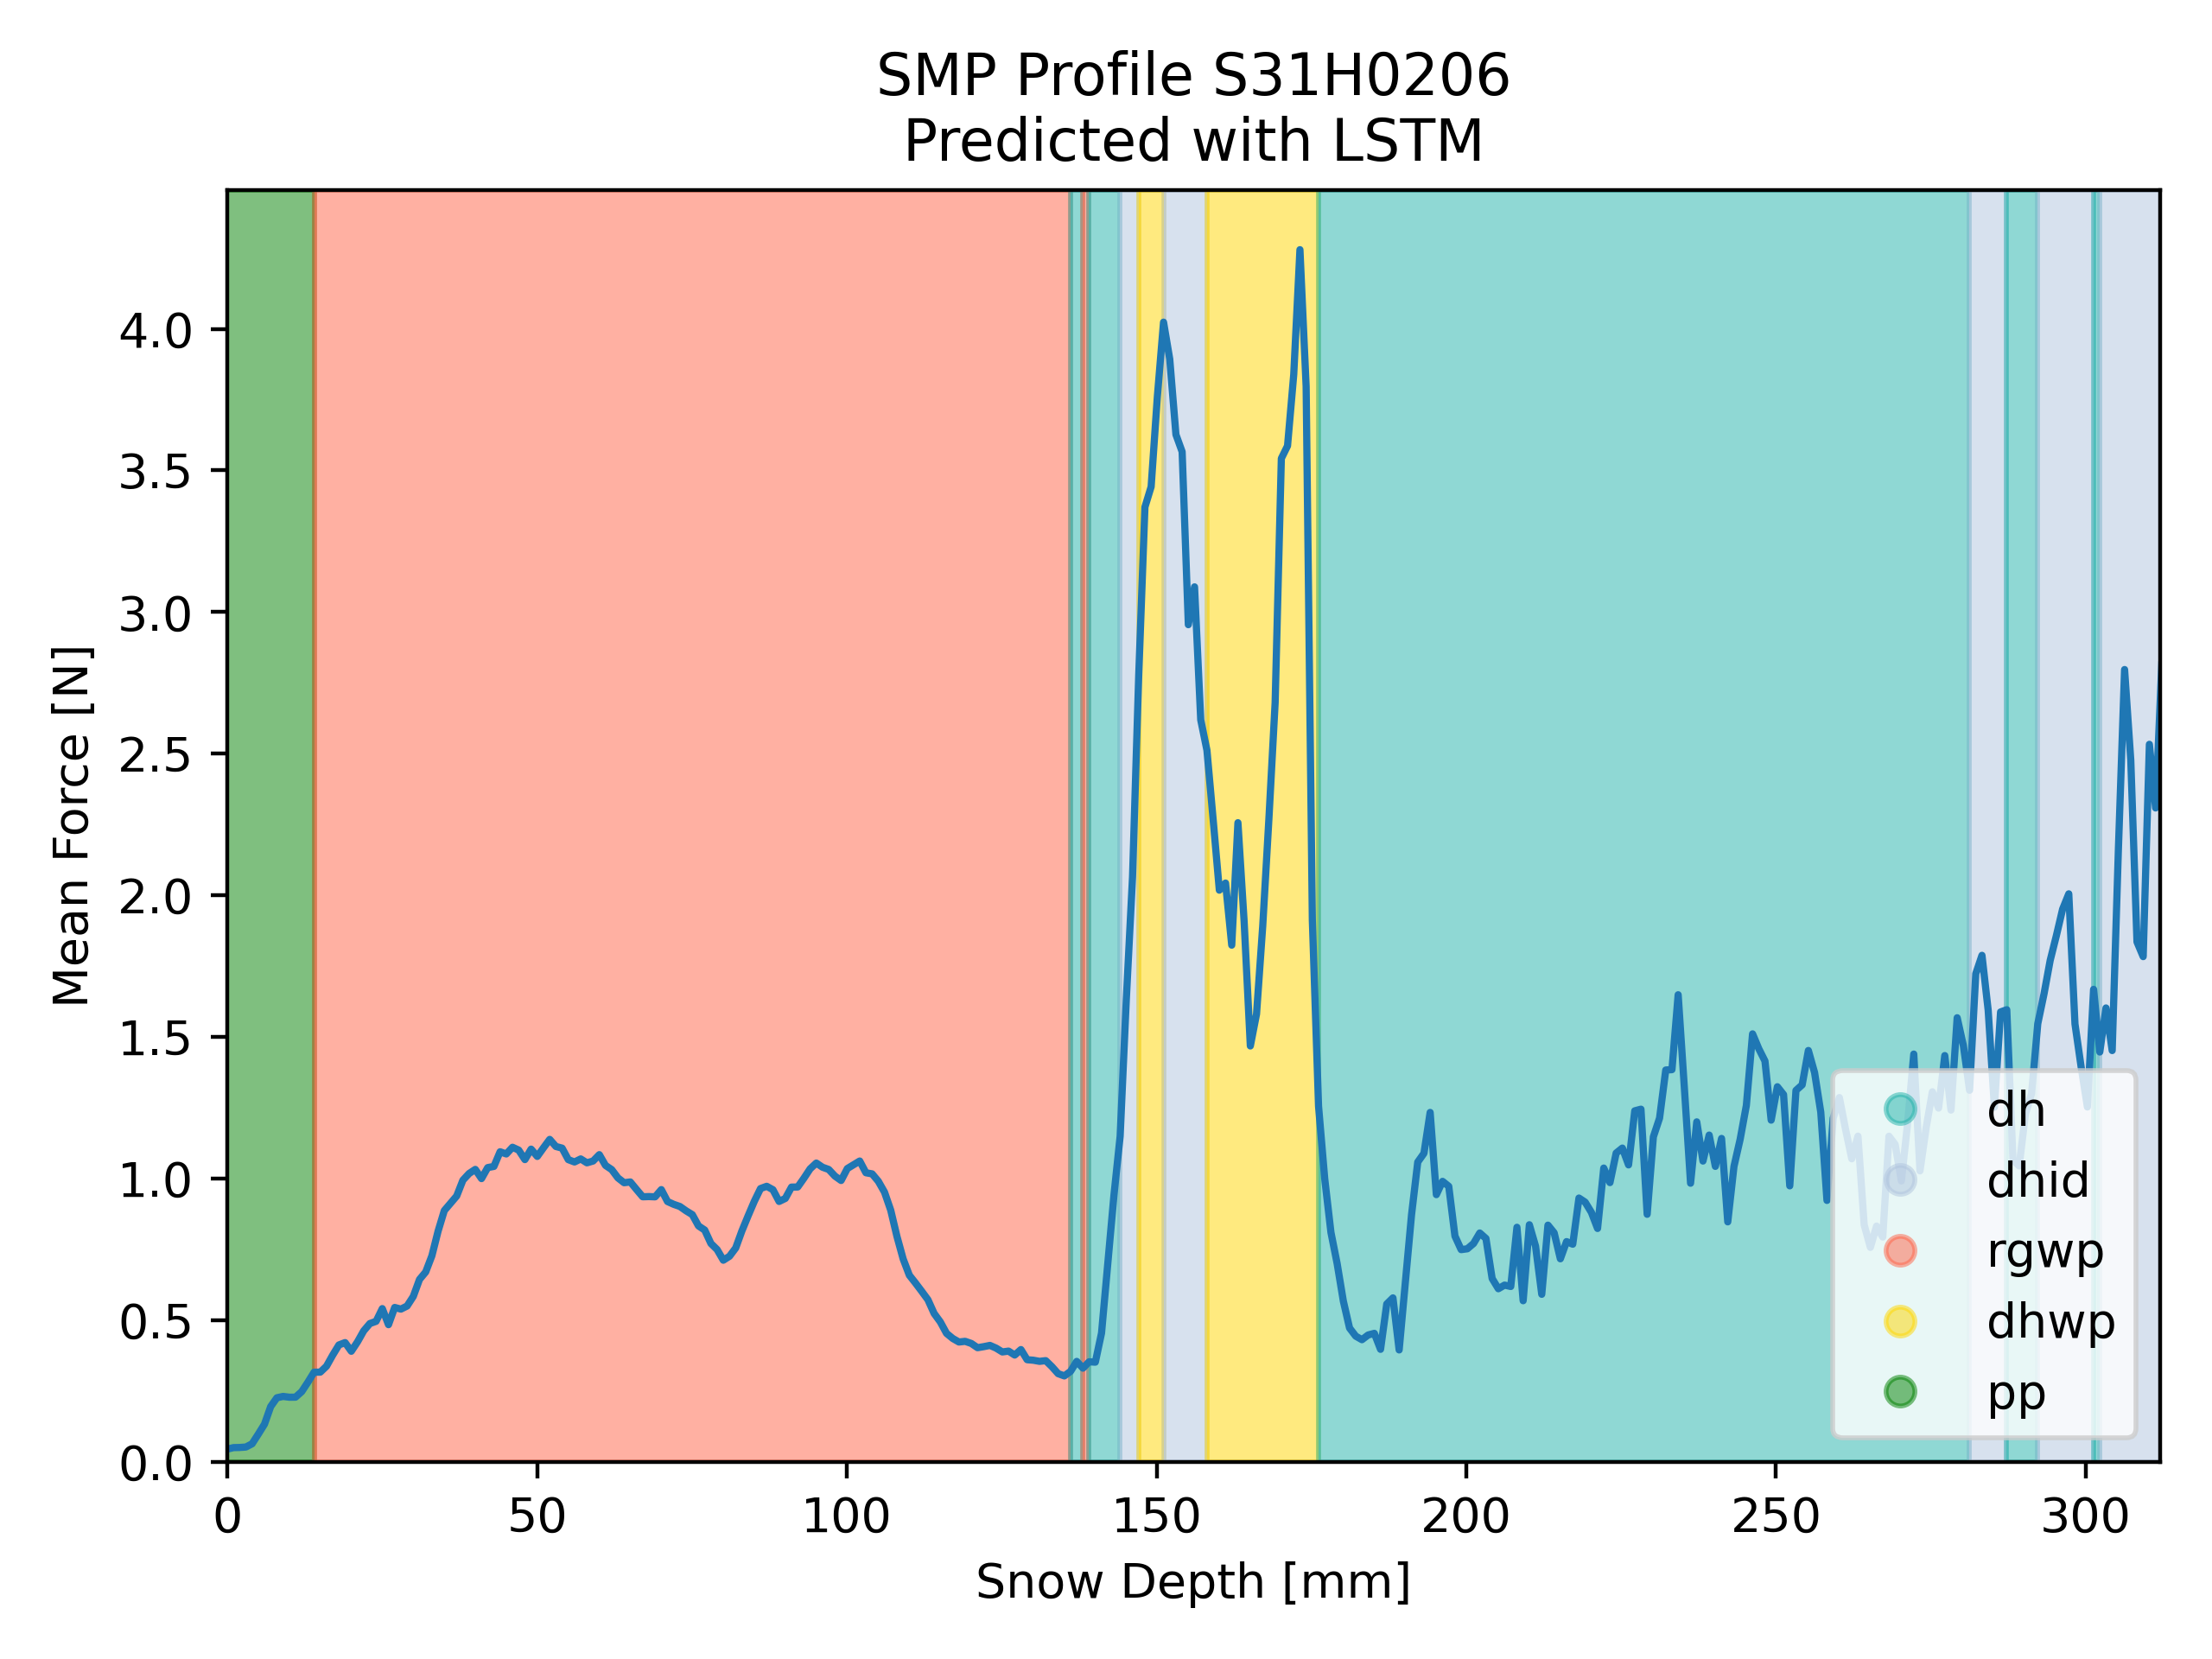 SMP Profile S31H0206
Predicted with LSTM
Mean Force [N]
4.0
3.5
3.0
2.5
2.0
1.5
1.0
0.5
0.0
dh
dhid
rgwp
dhwp
pp
0 50 100 150 200 250 300
Snow Depth [mm]